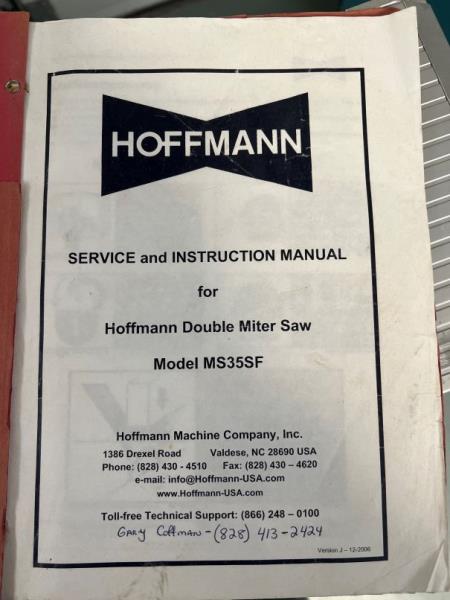 HOFFMANN
SERVICE and INSTRUCTION MANUAL
for
Hoffmann Double Miter Saw
Model MS35SF
Hoffmann Machine Company, Inc.
1386 Drexel Road Valdese, NC 28690 USA
Phone: (828) 430 - 4510 Fax: (828) 430 – 4620
e-mail: info@Hoffmann-USA.com
www.Hoffmann-USA.com
Toll-free Technical Support: (866) 248 – 0100
GARY Coffman - (828) 413-2424
Version J – 12-2006